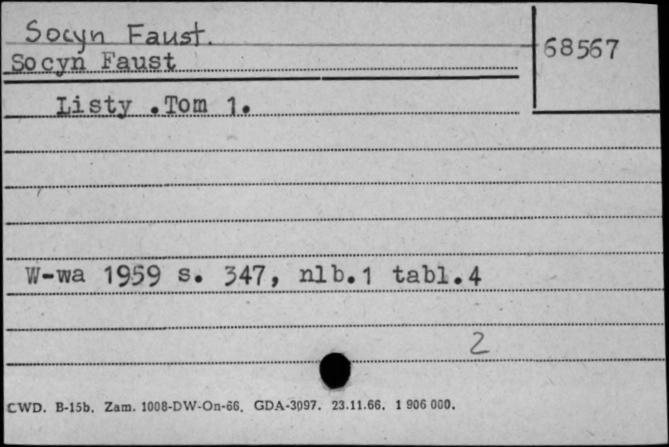 Socyn Faust.
68567
Socyn Faust
Listy .Tom 1.
W-wa 1959 s. 347, nlb.1 tabl.4
2
CWD. B-15b. Zam. 1008-DW-On-66. GDA-3097. 23.11.66. 1 906 000.